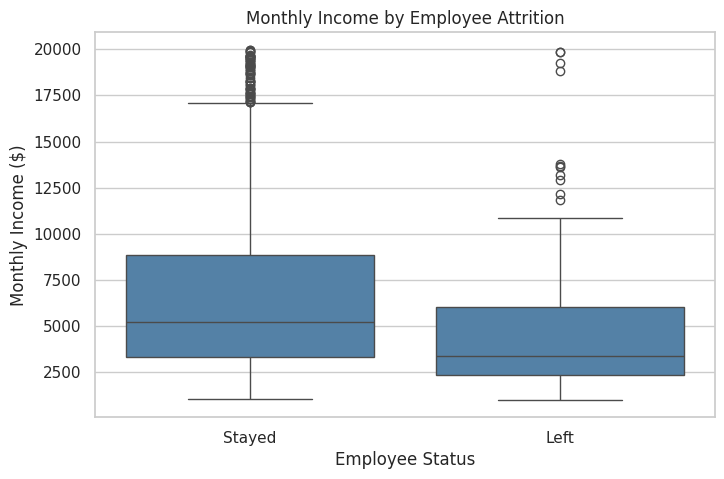 Monthly Income by Employee Attrition
Monthly Income ($)
20000
17500
15000
12500
10000
7500
5000
2500
Stayed
Left
Employee Status